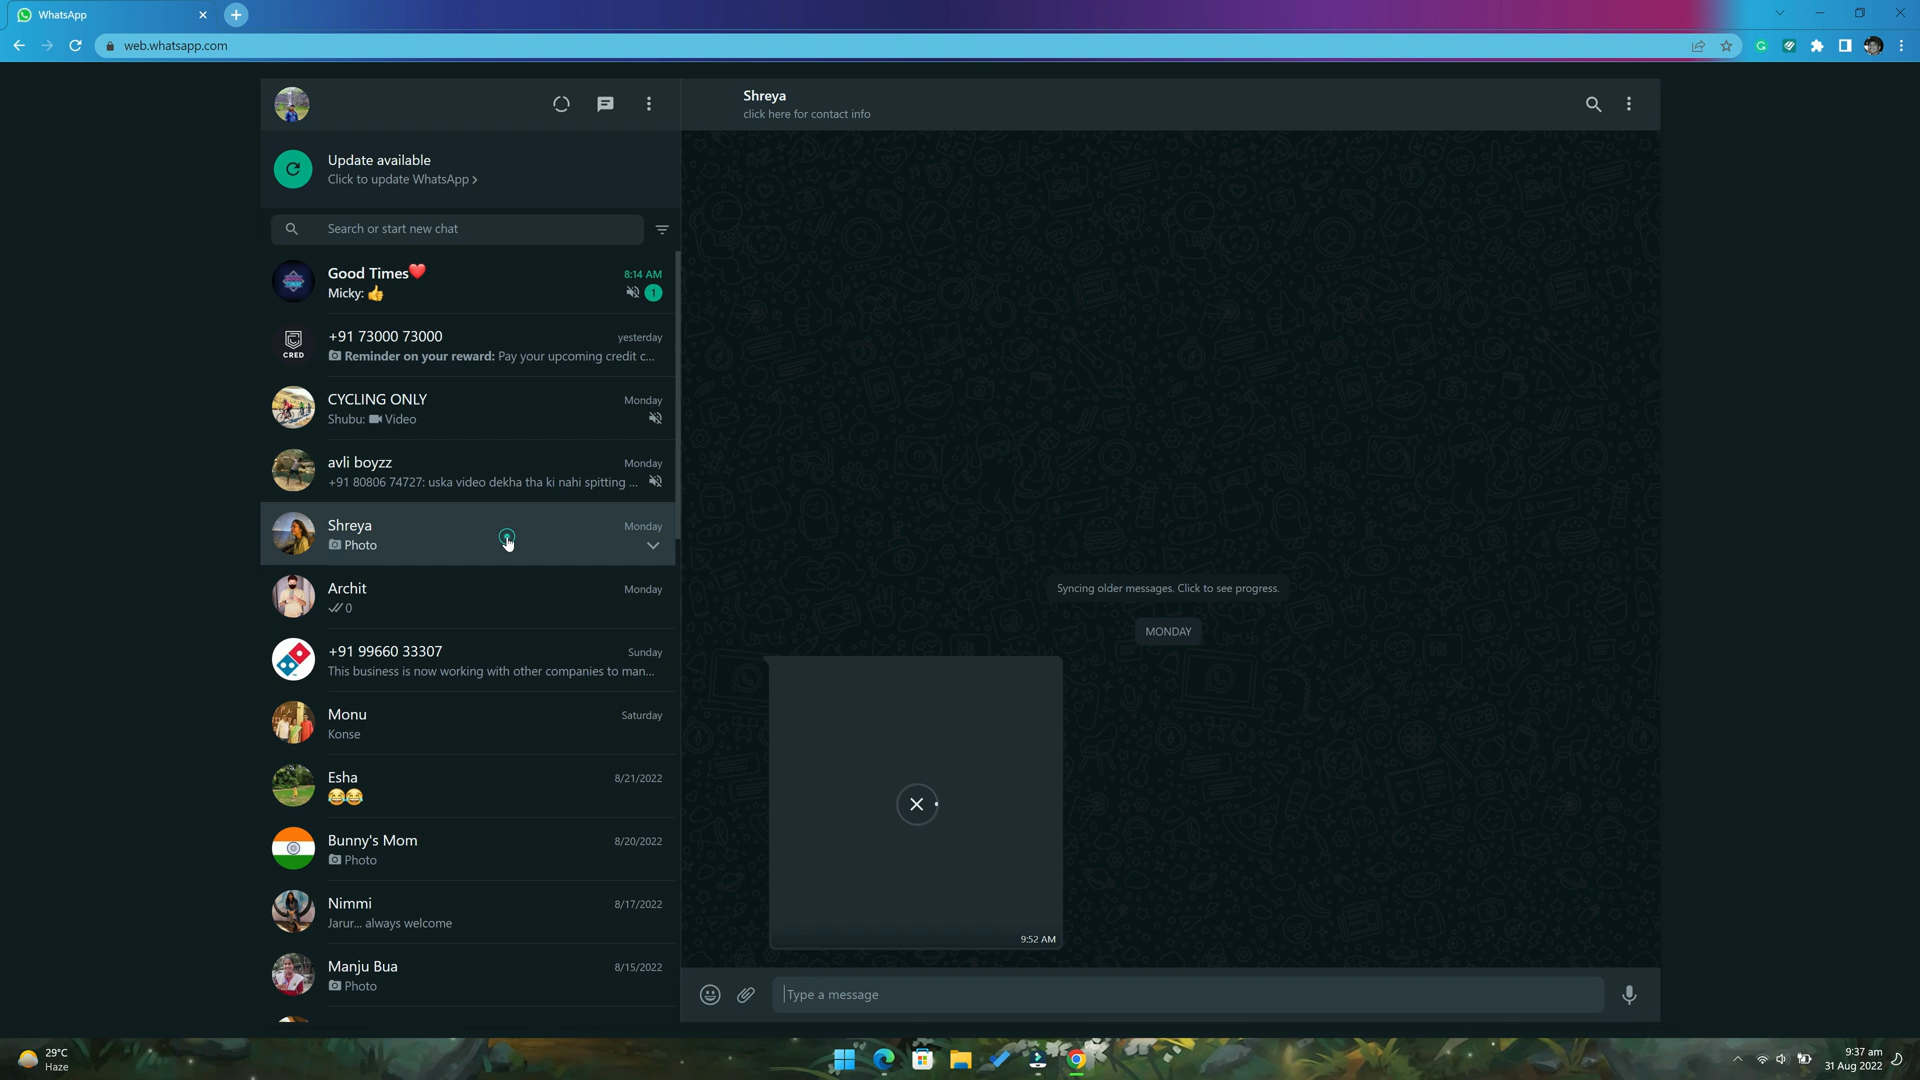 WhatsApp
web.whatsapp.com
Update available
Click to update WhatsApp >
Search or start new chat
Good Times❤️
8:14 AM
Micky: 👍
1
CRED
+91 73000 73000
yesterday
Reminder on your reward: Pay your upcoming credit c...
CYCLING ONLY
Monday
Shubu: Video
avli boyzz
Monday
+91 80806 74727: uska video dekha tha ki nahi spitting ...
Shreya
Monday
Photo
Archit
Monday
0
+91 99660 33307
Sunday
This business is now working with other companies to man...
Monu
Saturday
Konse
Esha
8/21/2022
😂😂
Bunny's Mom
8/20/2022
Photo
Nimmi
8/17/2022
Jarur... always welcome
Manju Bua
8/15/2022
Photo
Shreya
click here for contact info
Syncing older messages. Click to see progress.
MONDAY
9:52 AM
Type a message
29°C
Haze
9:37 am
31 Aug 2022